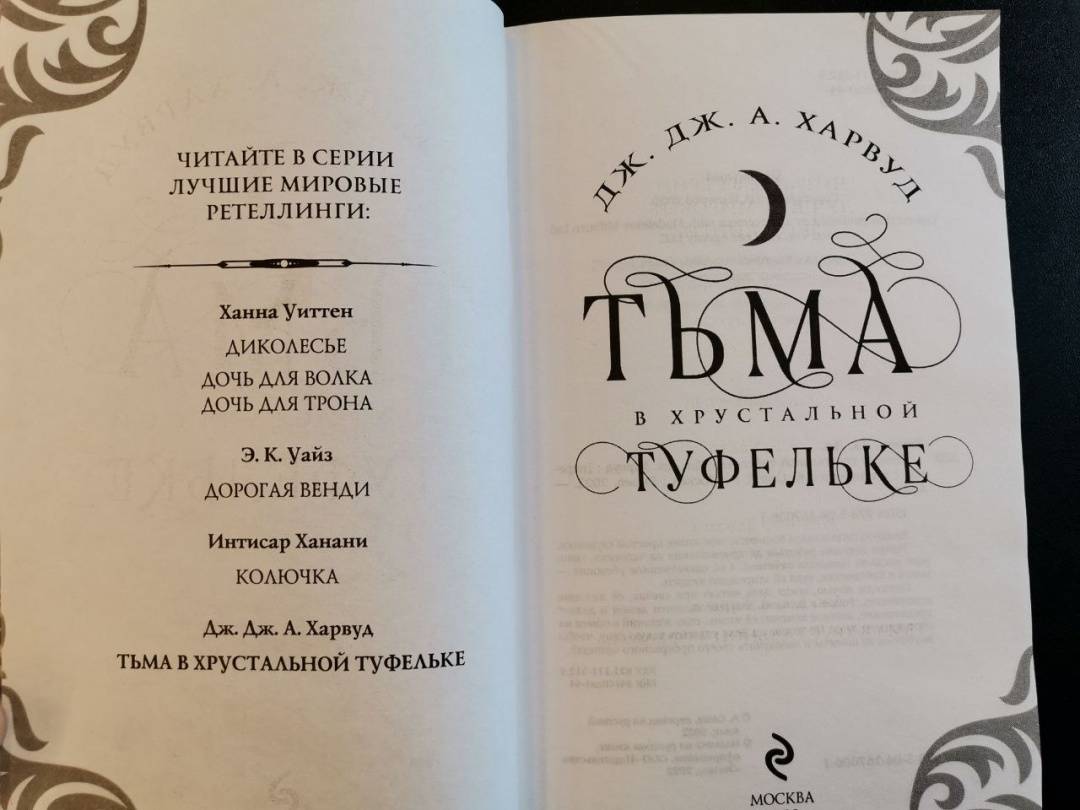 ЧИТАЙТЕ В СЕРИИ
ЛУЧШИЕ МИРОВЫЕ
РЕТЕЛЛИНГИ:
Ханна Уиттен
ДИКОЛЕСЬЕ
ДОЧЬ ДЛЯ ВОЛКА
ДОЧЬ ДЛЯ ТРОНА
Э. К. Уайз
ДОРОГАЯ ВЕНДИ
Интисар Ханани
КОЛЮЧКА
Дж. Дж. А. Харвуд
ТЬМА В ХРУСТАЛЬНОЙ ТУФЕЛЬКЕ
ДЖ. ДЖ. А. ХАРВУД
ТЬМА
В ХРУСТАЛЬНОЙ
ТУФЕЛЬКЕ
МОСКВА